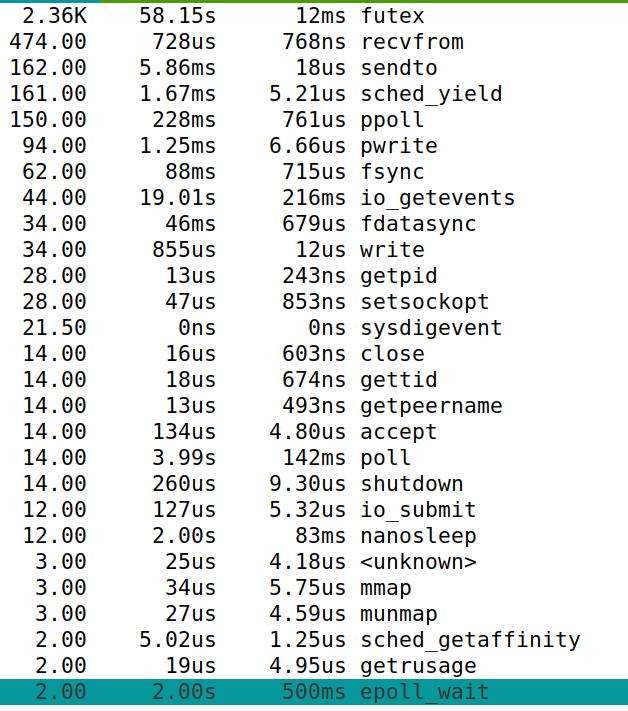 2.36K 58.15s 12ms futex
474.00 728us 768ns recvfrom
162.00 5.86ms 18us sendto
161.00 1.67ms 5.21us sched_yield
150.00 228ms 761us ppoll
94.00 1.25ms 6.66us pwrite
62.00 88ms 715us fsync
44.00 19.01s 216ms io_getevents
34.00 46ms 679us fdatasync
34.00 855us 12us write
28.00 13us 243ns getpid
28.00 47us 853ns setsockopt
21.50 0ns 0ns sysdigevent
14.00 16us 603ns close
14.00 18us 674ns gettid
14.00 13us 493ns getpeername
14.00 134us 4.80us accept
14.00 3.99s 142ms poll
14.00 260us 9.30us shutdown
12.00 127us 5.32us io_submit
12.00 2.00s 83ms nanosleep
3.00 25us 4.18us <unknown>
3.00 34us 5.75us mmap
3.00 27us 4.59us munmap
2.00 5.02us 1.25us sched_getaffinity
2.00 19us 4.95us getrusage
2.00 2.00s 500ms epoll_wait